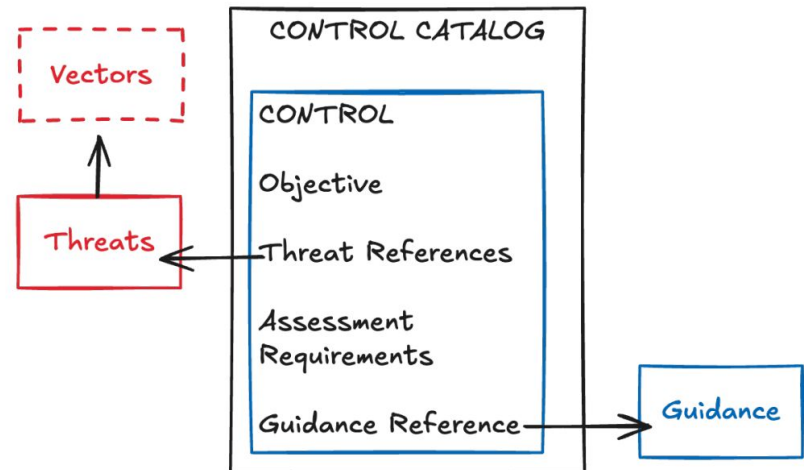 CONTROL CATALOG
Vectors
CONTROL
Objective
Threats
Threat References
Assessment
Requirements
Guidance Reference
Guidance